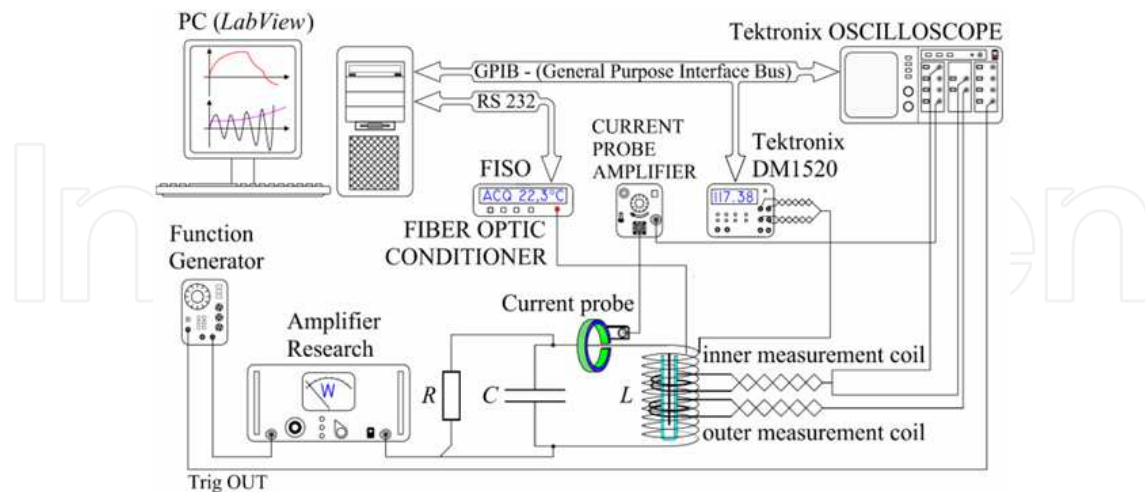 PC (LabView)
Tektronix OSCILLOSCOPE
GPIB - (General Purpose Interface Bus)
RS 232
CURRENT
PROBE
AMPLIFIER
Tektronix
DM1520
FISO
ACQ 22,3°C
117.38
FIBER OPTIC
CONDITIONER
Function
Generator
Current probe
Amplifier
Research
W
R
C
L
inner measurement coil
outer measurement coil
Trig OUT